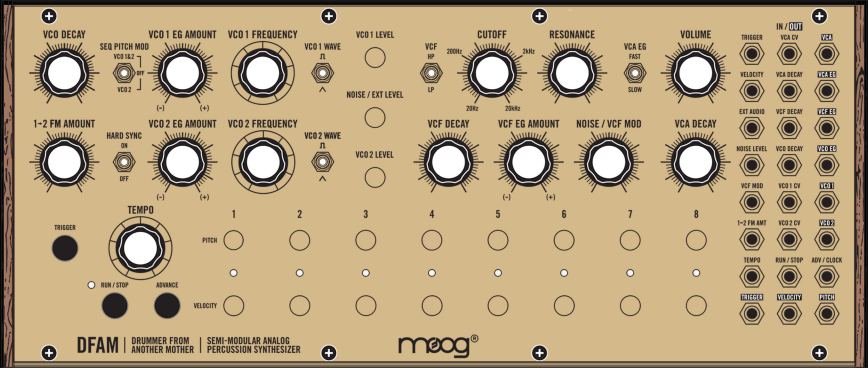 IN / OUT
VCO DECAY
SEQ PITCH MOD
VCO 1&2
OFF
VCO 2
VCO 1 EG AMOUNT
(–) (+)
VCO 1 FREQUENCY
VCO 1 WAVE
VCO 1 LEVEL
VCF
HP
LP
CUTOFF
200Hz
2kHz
20Hz
20kHz
RESONANCE
VCA EG
FAST
SLOW
VOLUME
NOISE / EXT LEVEL
1→2 FM AMOUNT
HARD SYNC
ON
OFF
VCO 2 EG AMOUNT
(–) (+)
VCO 2 FREQUENCY
VCO 2 WAVE
VCO 2 LEVEL
VCF DECAY
VCF EG AMOUNT
(–) (+)
NOISE / VCF MOD
VCA DECAY
TRIGGER VCA CV VCA
VELOCITY VCA DECAY VCA EG
EXT AUDIO VCF DECAY VCF EG
NOISE LEVEL VCO DECAY VCO EG
VCF MOD VCO 1 CV VCO 1
1→2 FM AMT VCO 2 CV VCO 2
TEMPO RUN / STOP ADV / CLOCK
TRIGGER VELOCITY PITCH
TEMPO
TRIGGER
RUN / STOP
ADVANCE
1 2 3 4 5 6 7 8
PITCH
VELOCITY
DFAM
DRUMMER FROM
ANOTHER MOTHER
SEMI-MODULAR ANALOG
PERCUSSION SYNTHESIZER
moog®